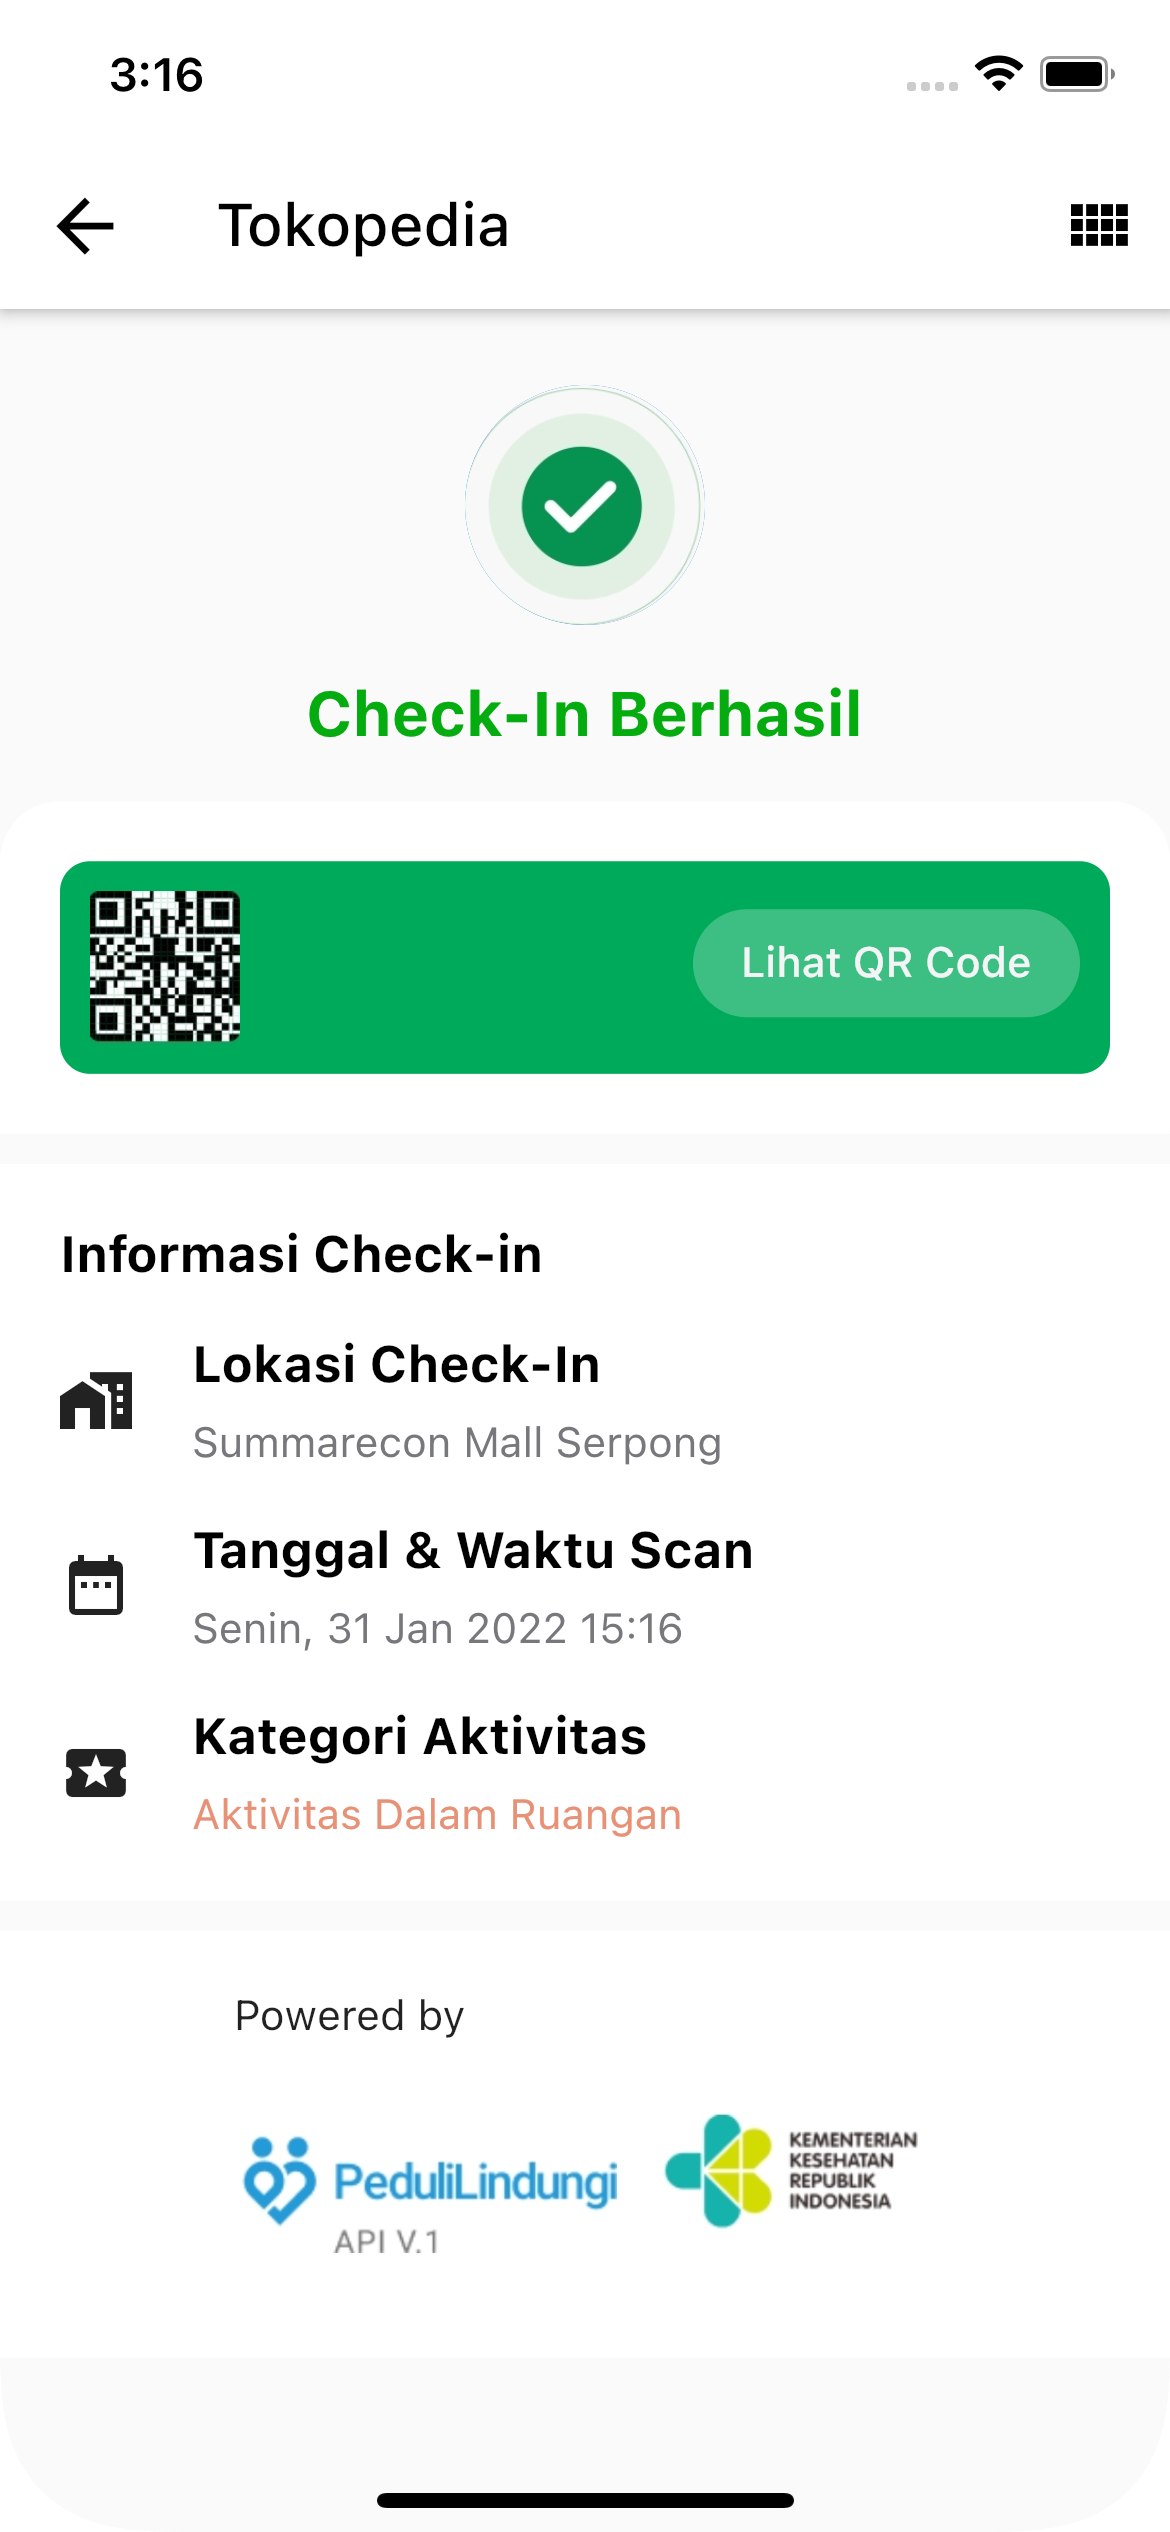 3:16
Tokopedia
Check-In Berhasil
Lihat QR Code
Informasi Check-in
Lokasi Check-In
Summarecon Mall Serpong
Tanggal & Waktu Scan
Senin, 31 Jan 2022 15:16
Kategori Aktivitas
Aktivitas Dalam Ruangan
Powered by
PeduliLindungi
API V.1
KEMENTERIAN
KESEHATAN
REPUBLIK
INDONESIA